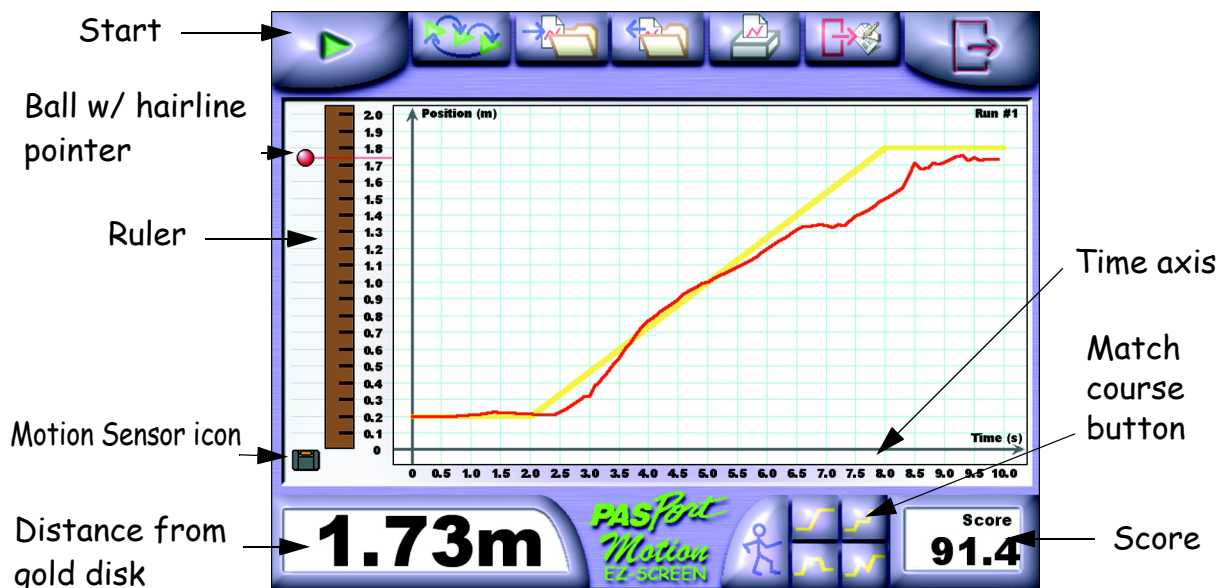 Start
Ball w/ hairline
pointer
Ruler
Motion Sensor icon
Distance from
gold disk
Position (m)
Run #1
2.0
1.9
1.8
1.7
1.6
1.5
1.4
1.3
1.2
1.1
1.0
0.9
0.8
0.7
0.6
0.5
0.4
0.3
0.2
0.1
0
Time (s)
0 0.5 1.0 1.5 2.0 2.5 3.0 3.5 4.0 4.5 5.0 5.5 6.0 6.5 7.0 7.5 8.0 8.5 9.0 9.5 10.0
1.73m
PASPort
Motion
EZ-SCREEN
Score
91.4
Time axis
Match
course
button
Score